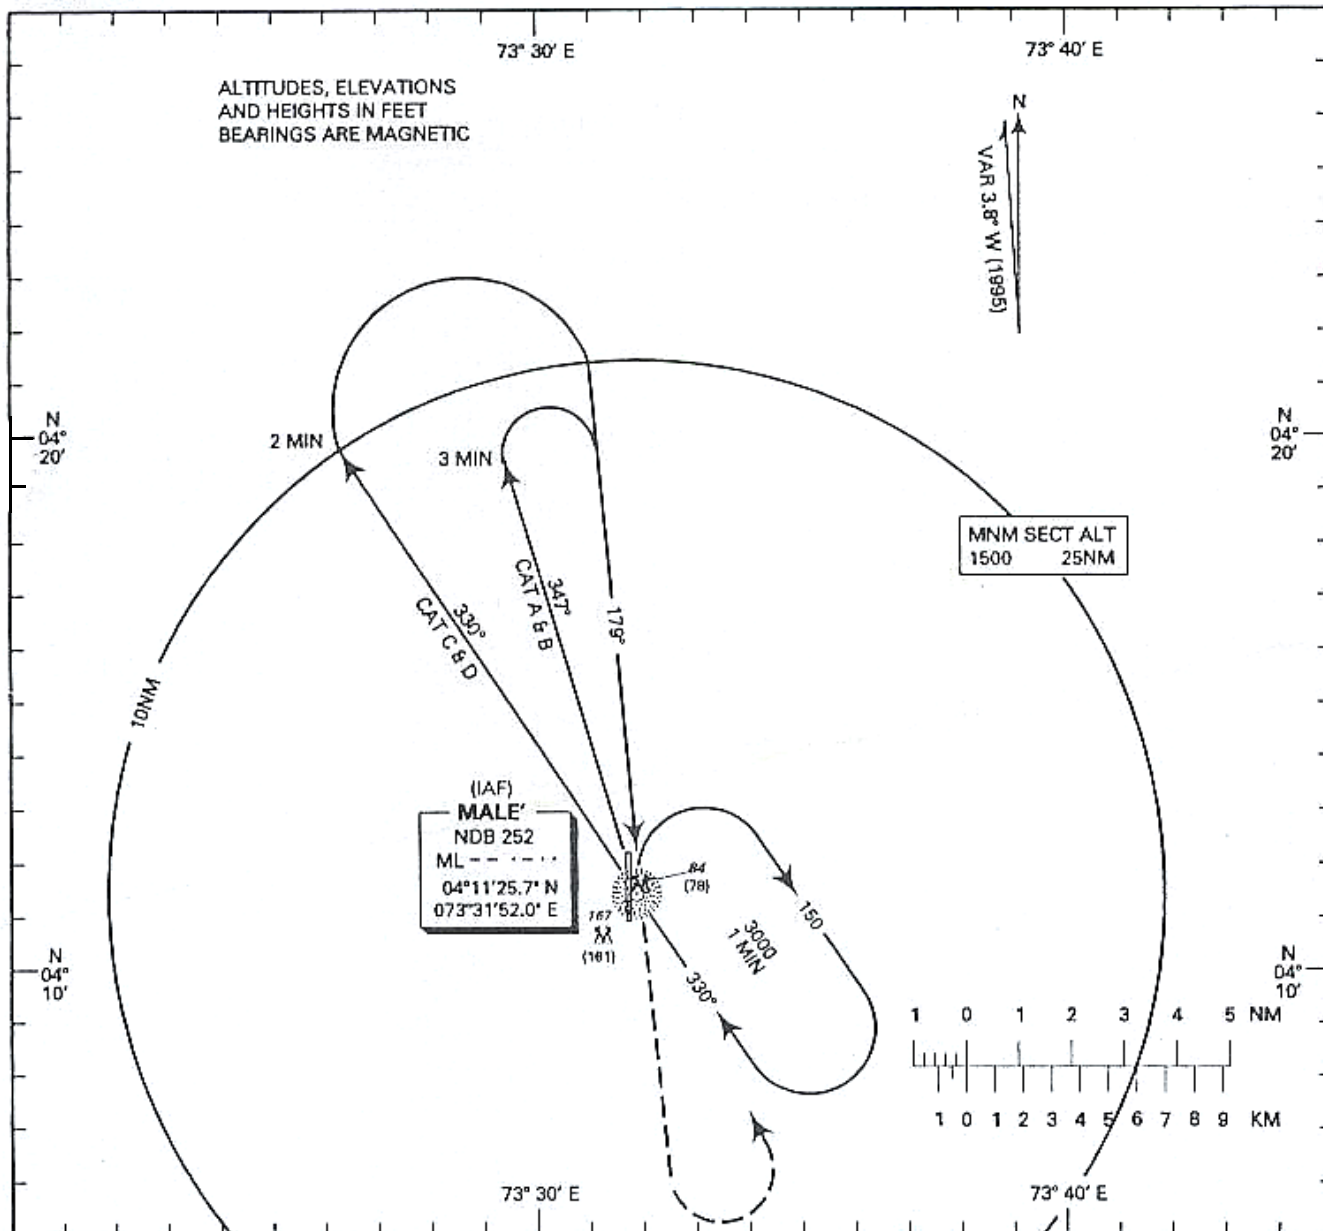 73° 30' E
73° 40' E
ALTITUDES, ELEVATIONS
AND HEIGHTS IN FEET
BEARINGS ARE MAGNETIC
N
VAR 3.8° W (1995)
N
04°
20'
2 MIN
3 MIN
N
04°
20'
MNM SECT ALT
1500 25NM
330°
CAT C & D
347°
CAT A & B
179°
10NM
(IAF)
MALE'
NDB 252
ML
04°11'25.7" N
073°31'52.0" E
84
(78)
167
(161)
150
3000
1 MIN
330°
N
04°
10'
N
04°
10'
1 0 1 2 3 4 5 NM
1 0 1 2 3 4 5 6 7 8 9 KM
73° 30' E
73° 40' E